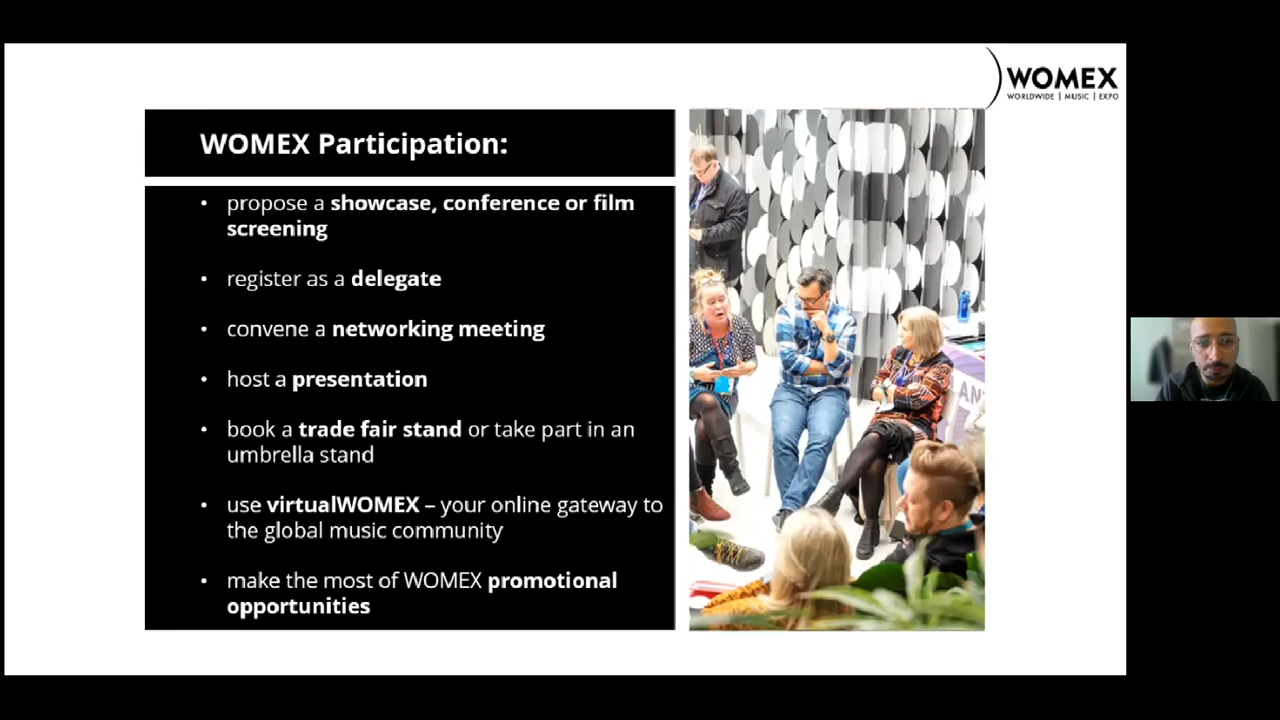 WOMEX
WORLDWIDE | MUSIC | EXPO
WOMEX Participation:
• propose a showcase, conference or film
screening
• register as a delegate
• convene a networking meeting
• host a presentation
• book a trade fair stand or take part in an
umbrella stand
• use virtualWOMEX – your online gateway to
the global music community
• make the most of WOMEX promotional
opportunities
AN